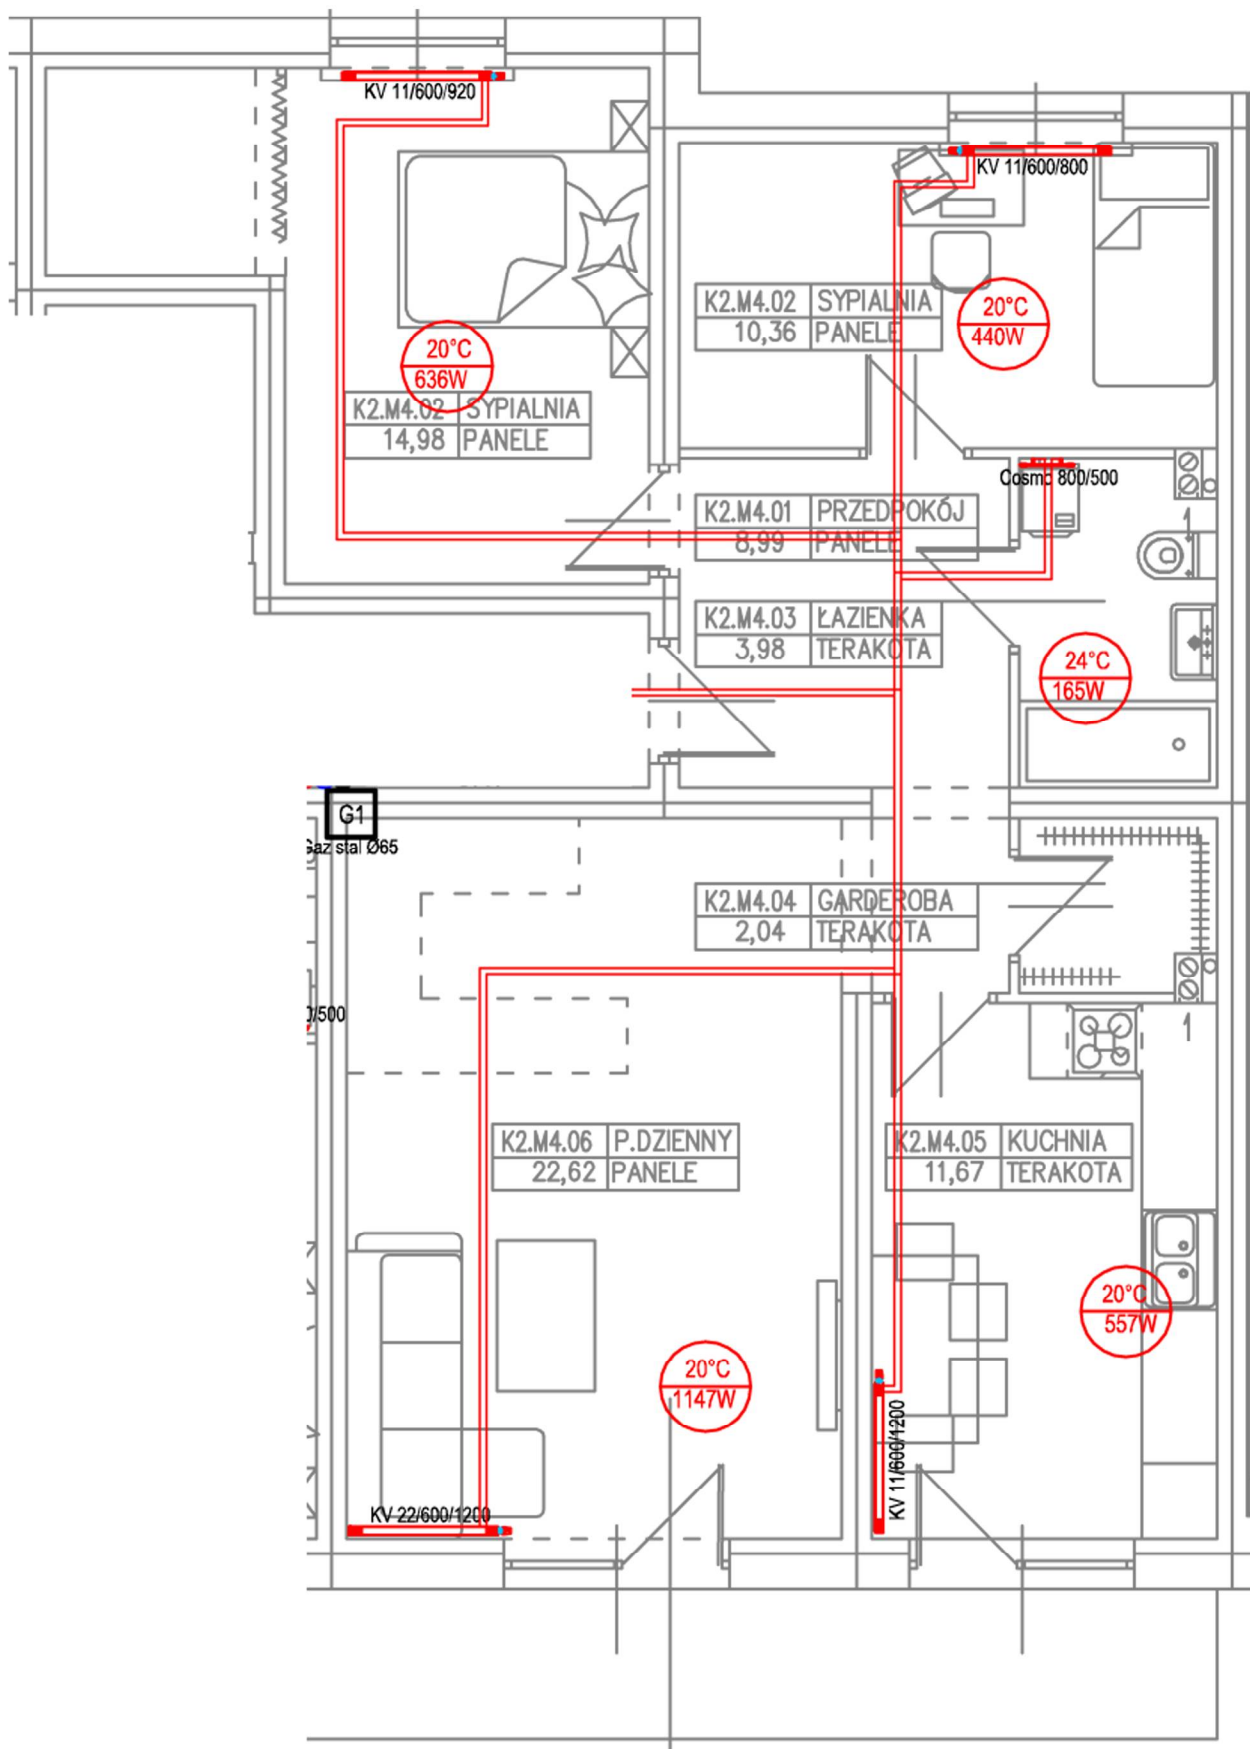 KV 11/600/920
KV 11/600/800
K2.M4.02 SYPIALNIA
10,36 PANELE
20°C
440W
20°C
636W
K2.M4.02 SYPIALNIA
14,98 PANELE
Cosmo 800/500
K2.M4.01 PRZEDPOKÓJ
8,99 PANELE
1
K2.M4.03 ŁAZIENKA
3,98 TERAKOTA
24°C
165W
G1
Gaz stal Ø65
K2.M4.04 GARDEROBA
2,04 TERAKOTA
0/500
1
K2.M4.06 P.DZIENNY
22,62 PANELE
K2.M4.05 KUCHNIA
11,67 TERAKOTA
20°C
557W
20°C
1147W
KV 11/600/1200
KV 22/600/1200